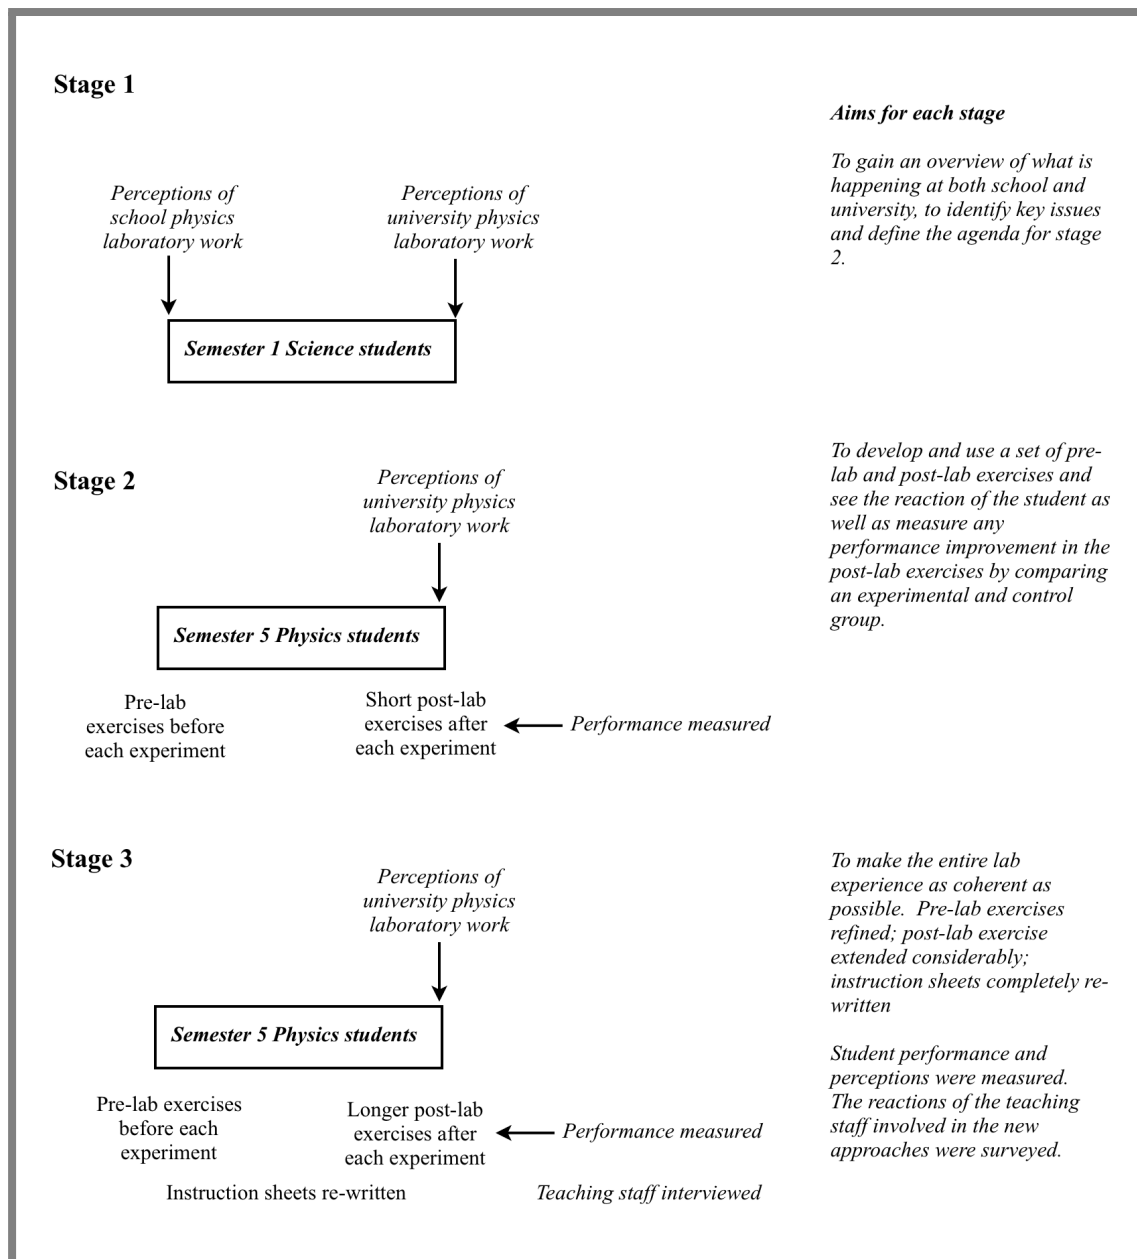 Stage 1
Aims for each stage
To gain an overview of what is
happening at both school and
university, to identify key issues
and define the agenda for stage
2.
Perceptions of
school physics
laboratory work
Perceptions of
university physics
laboratory work
Semester 1 Science students
Stage 2
Perceptions of
university physics
laboratory work
To develop and use a set of pre-
lab and post-lab exercises and
see the reaction of the student as
well as measure any
performance improvement in the
post-lab exercises by comparing
an experimental and control
group.
Semester 5 Physics students
Pre-lab
exercises before
each experiment
Short post-lab
exercises after
each experiment
Performance measured
Stage 3
Perceptions of
university physics
laboratory work
To make the entire lab
experience as coherent as
possible.  Pre-lab exercises
refined; post-lab exercise
extended considerably;
instruction sheets completely re-
written
Student performance and
perceptions were measured.
The reactions of the teaching
staff involved in the new
approaches were surveyed.
Semester 5 Physics students
Pre-lab exercises
before each
experiment
Longer post-lab
exercises after
each experiment
Performance measured
Instruction sheets re-written
Teaching staff interviewed